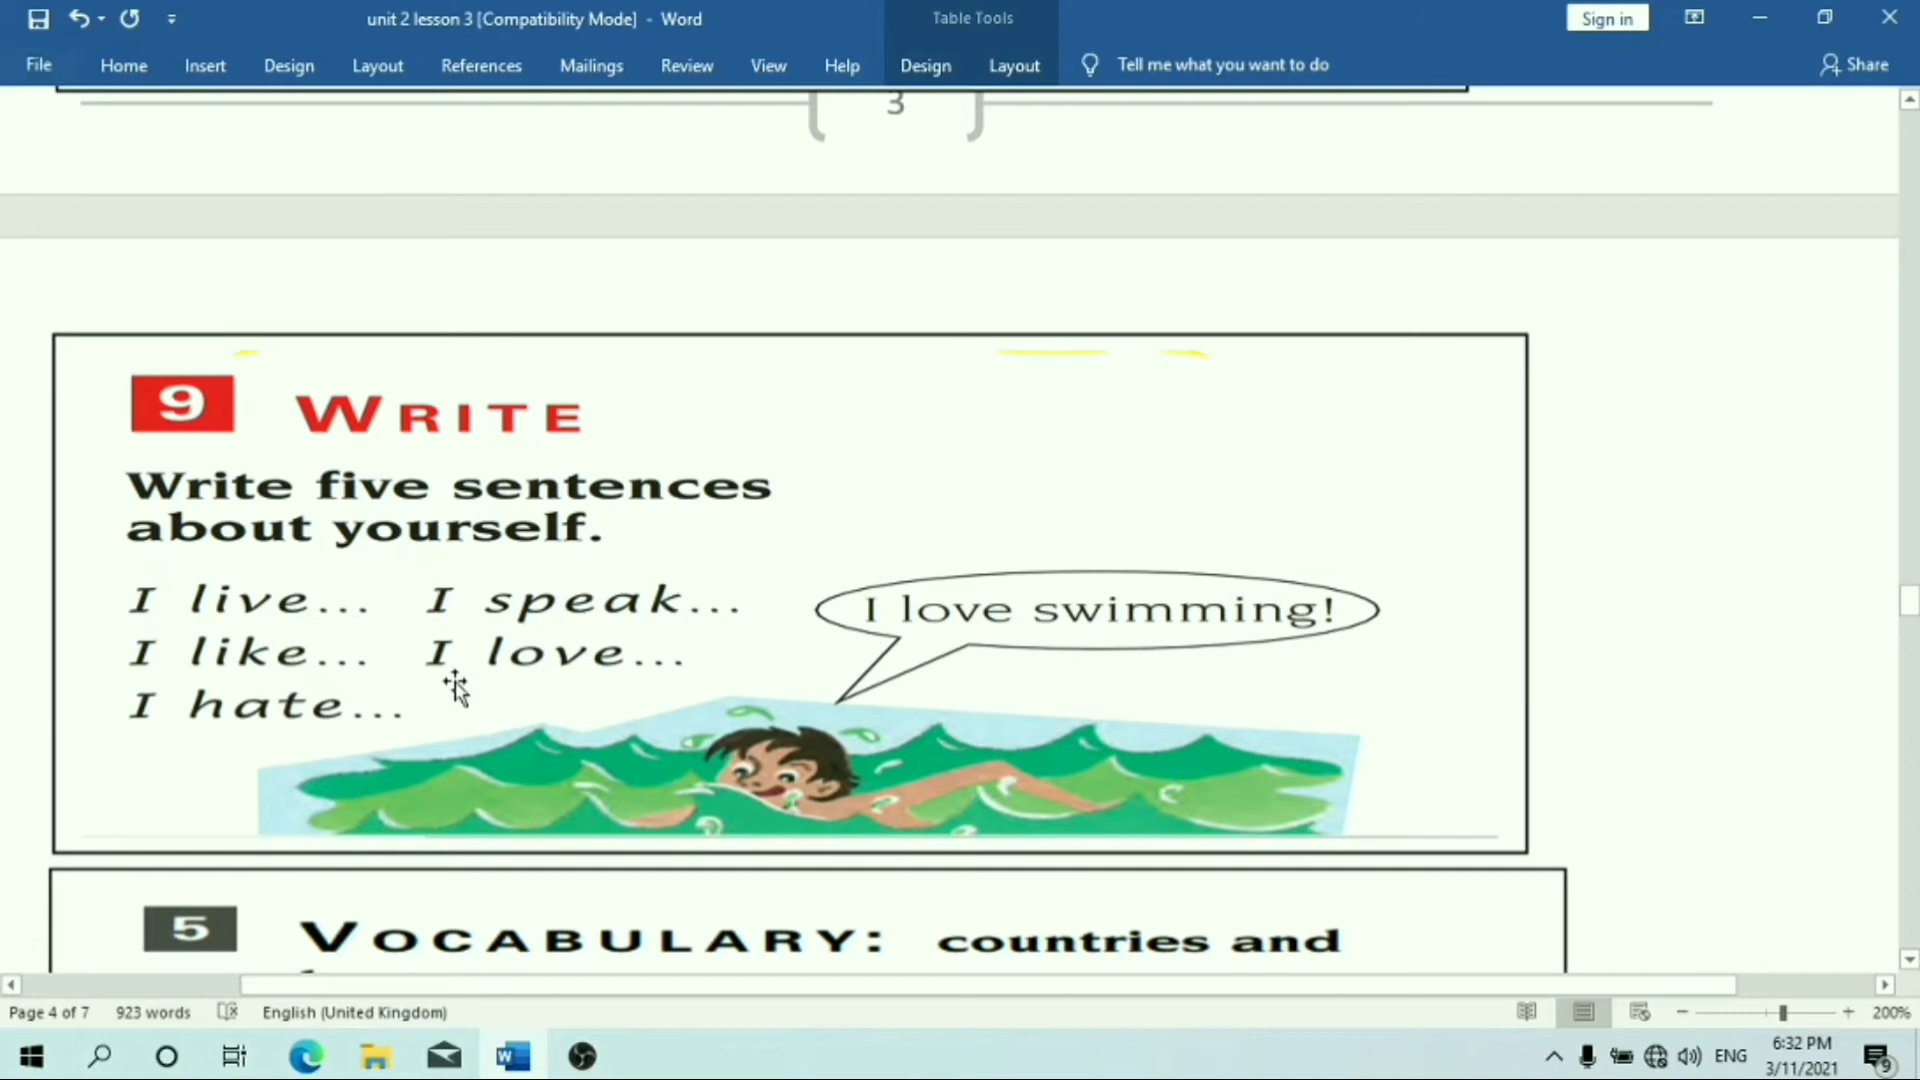 unit 2 lesson 3 [Compatibility Mode] - Word
Table Tools
Sign in
File Home Insert Design Layout References Mailings Review View Help Design Layout Tell me what you want to do Share
3
9 WRITE
Write five sentences
about yourself.
I live... I speak...
I like... I love...
I hate...
I love swimming!
5 VOCABULARY: countries and
Page 4 of 7 923 words English (United Kingdom) 200%
ENG
6:32 PM
3/11/2021
9